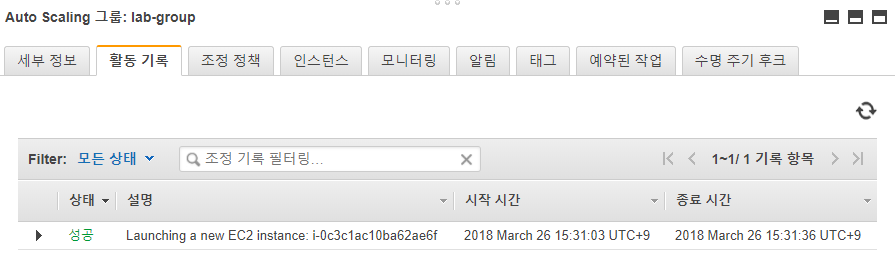 Auto Scaling 그룹: lab-group
세부 정보 활동 기록 조정 정책 인스턴스 모니터링 알림 태그 예약된 작업 수명 주기 후크
Filter: 모든 상태 조정 기록 필터링... 1~1/ 1 기록 항목
상태 설명 시작 시간 종료 시간
성공 Launching a new EC2 instance: i-0c3c1ac10ba62ae6f 2018 March 26 15:31:03 UTC+9 2018 March 26 15:31:36 UTC+9